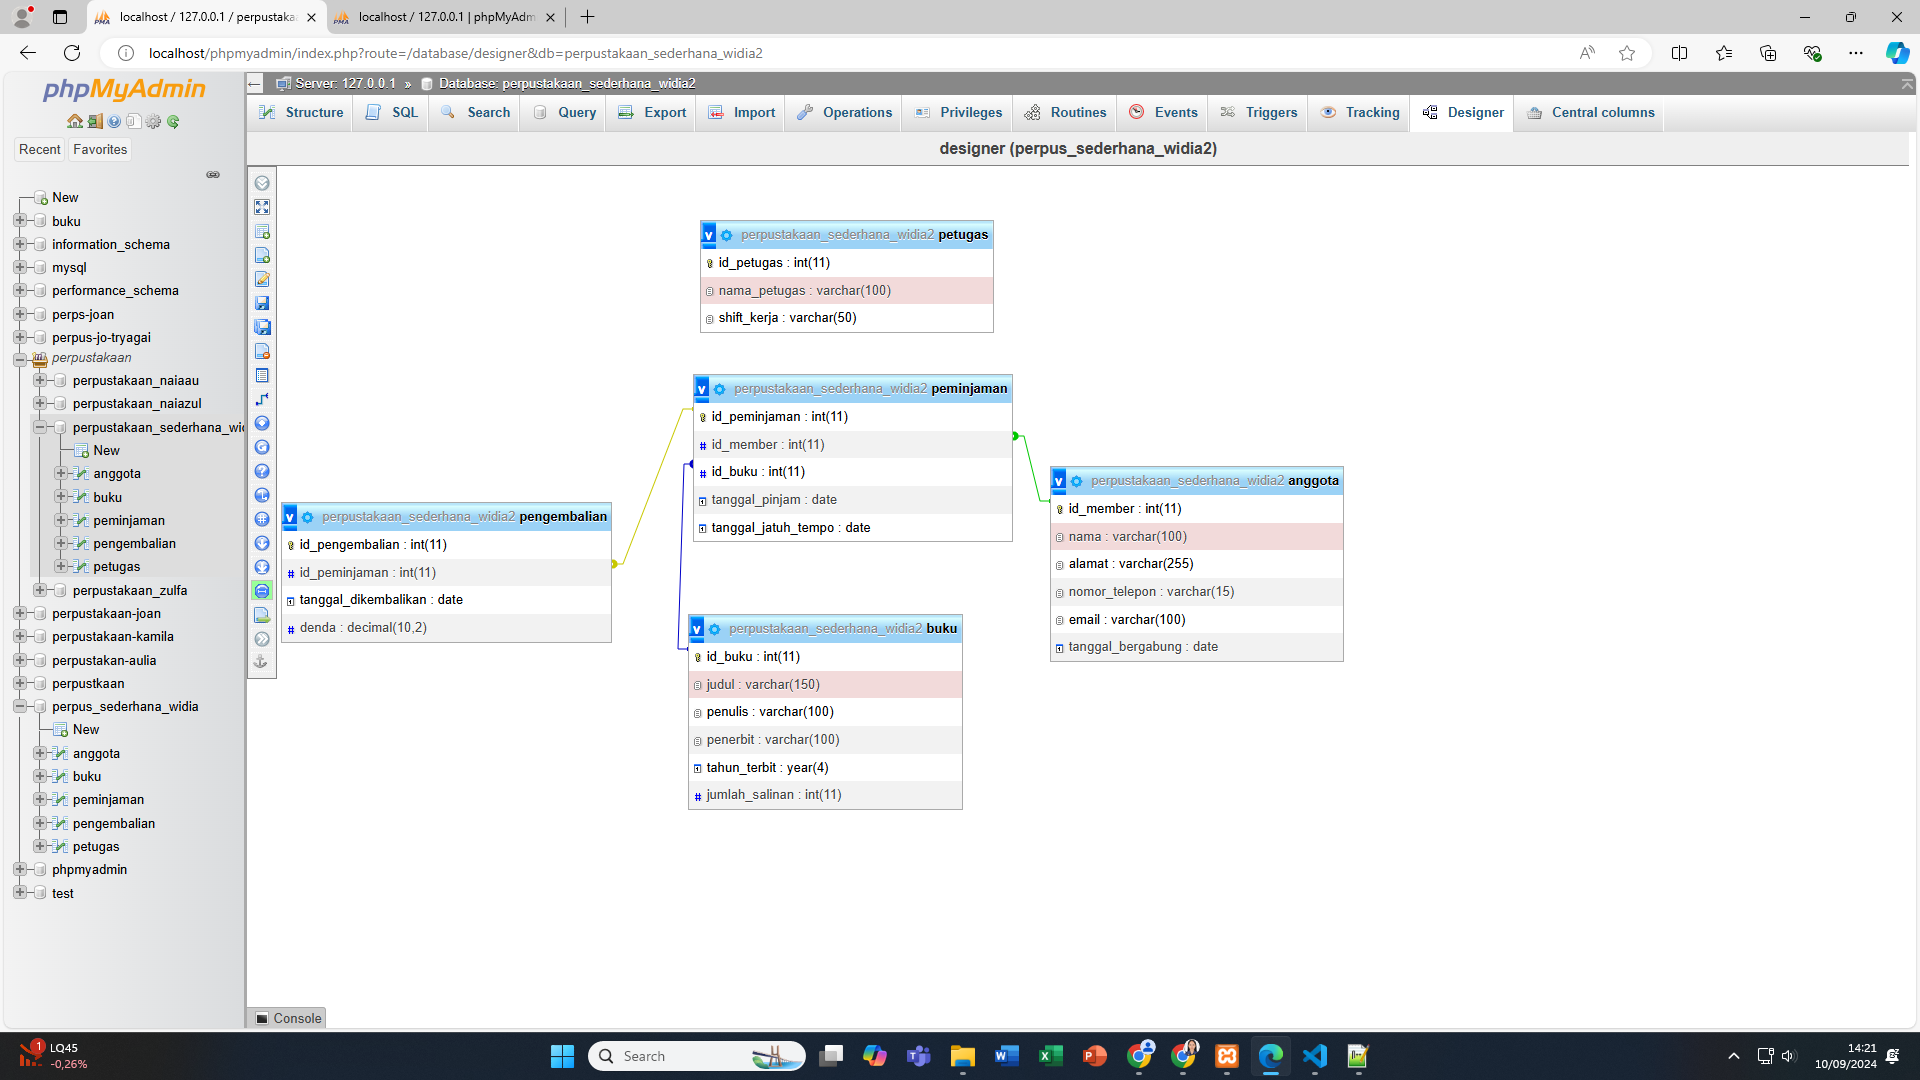 localhost / 127.0.0.1 / perpustaka
localhost / 127.0.0.1 | phpMyAdm
localhost/phpmyadmin/index.php?route=/database/designer&db=perpustakaan_sederhana_widia2
phpMyAdmin
Recent Favorites
New
buku
information_schema
mysql
performance_schema
perps-joan
perpus-jo-tryagai
perpustakaan
perpustakaan_naiaau
perpustakaan_naiazul
perpustakaan_sederhana_wi
New
anggota
buku
peminjaman
pengembalian
petugas
perpustakaan_zulfa
perpustakaan-joan
perpustakaan-kamila
perpustakan-aulia
perpustkaan
perpus_sederhana_widia
New
anggota
buku
peminjaman
pengembalian
petugas
phpmyadmin
test
Server: 127.0.0.1 » Database: perpustakaan_sederhana_widia2
Structure SQL Search Query Export Import Operations Privileges Routines Events Triggers Tracking Designer Central columns
designer (perpus_sederhana_widia2)
v perpustakaan_sederhana_widia2 petugas
id_petugas : int(11)
nama_petugas : varchar(100)
shift_kerja : varchar(50)
v perpustakaan_sederhana_widia2 peminjaman
id_peminjaman : int(11)
# id_member : int(11)
# id_buku : int(11)
tanggal_pinjam : date
tanggal_jatuh_tempo : date
v perpustakaan_sederhana_widia2 anggota
id_member : int(11)
nama : varchar(100)
alamat : varchar(255)
nomor_telepon : varchar(15)
email : varchar(100)
tanggal_bergabung : date
v perpustakaan_sederhana_widia2 pengembalian
id_pengembalian : int(11)
# id_peminjaman : int(11)
tanggal_dikembalikan : date
# denda : decimal(10,2)
v perpustakaan_sederhana_widia2 buku
id_buku : int(11)
judul : varchar(150)
penulis : varchar(100)
penerbit : varchar(100)
tahun_terbit : year(4)
# jumlah_salinan : int(11)
Console
1
LQ45
-0,26%
Search
14:21
10/09/2024